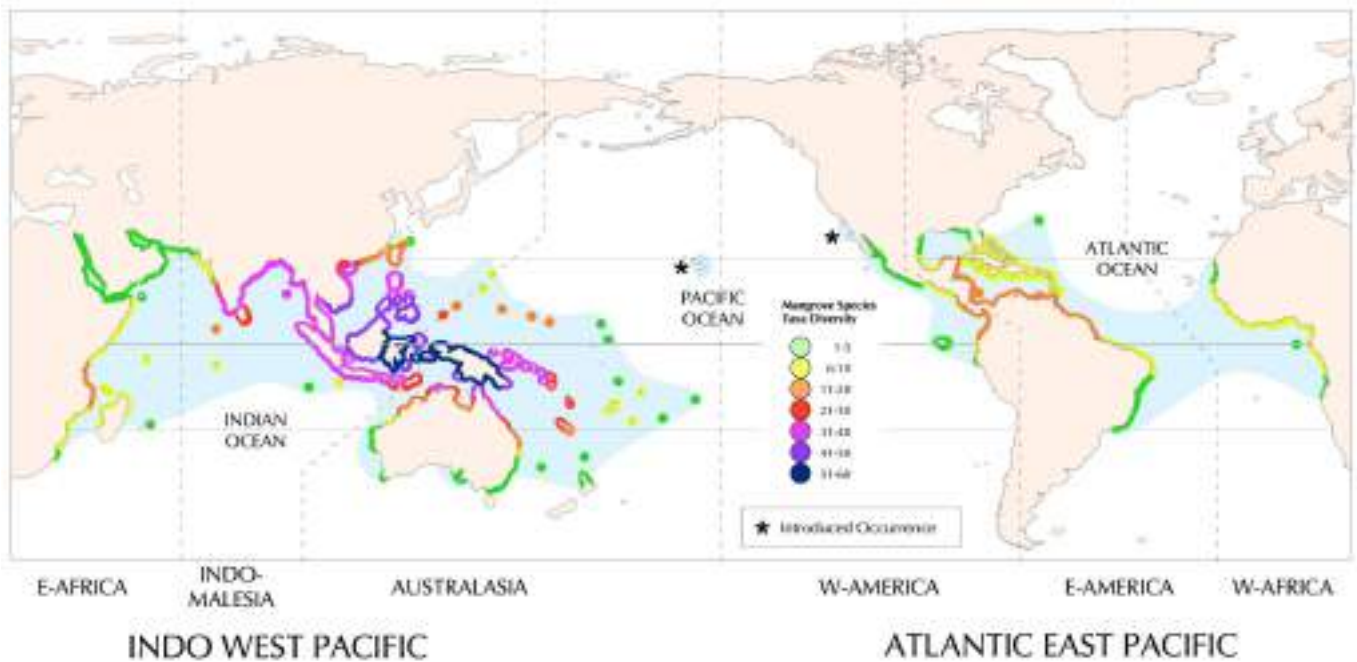 ATLANTIC
OCEAN
PACIFIC
OCEAN
Mangrove Species
Taxa Diversity
1-5
6-10
11-20
21-30
31-40
41-50
51-60
INDIAN
OCEAN
★ Introduced Occurrence
★
★
E-AFRICA
INDO-
MALESIA
AUSTRALASIA
W-AMERICA
E-AMERICA
W-AFRICA
INDO WEST PACIFIC
ATLANTIC EAST PACIFIC